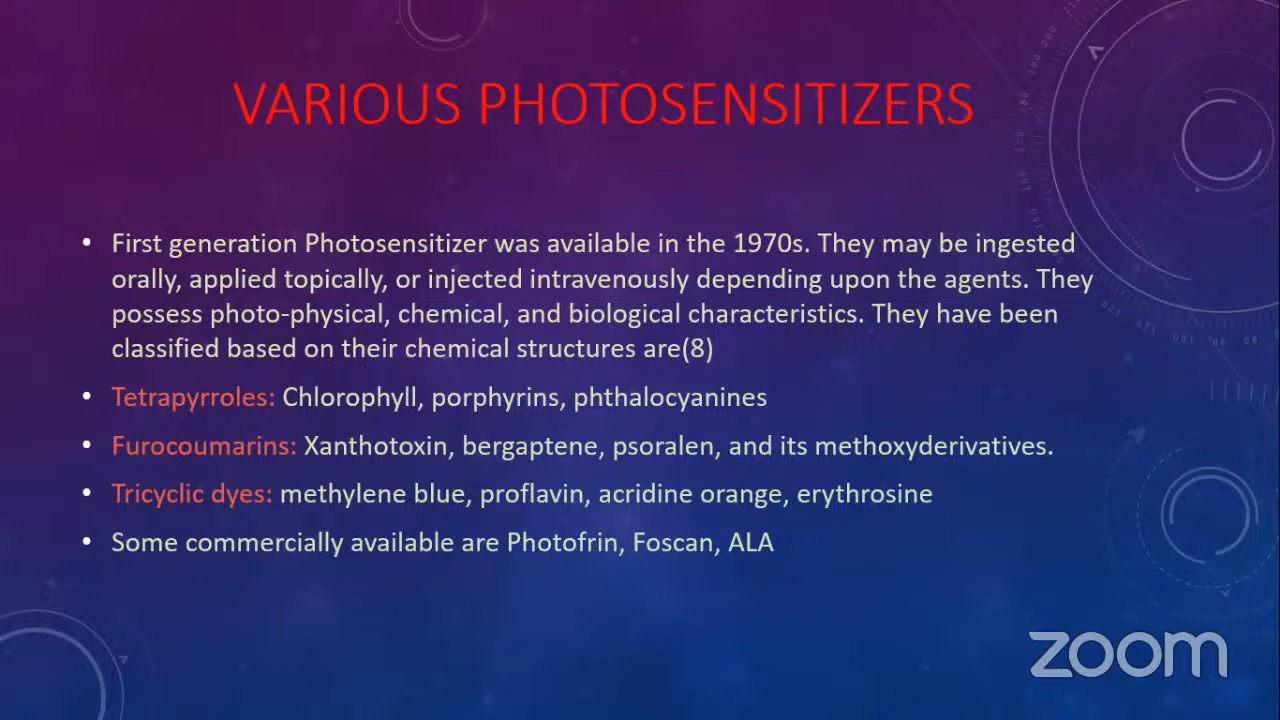 VARIOUS PHOTOSENSITIZERS
• First generation Photosensitizer was available in the 1970s. They may be ingested
orally, applied topically, or injected intravenously depending upon the agents. They
possess photo-physical, chemical, and biological characteristics. They have been
classified based on their chemical structures are(8)
• Tetrapyrroles: Chlorophyll, porphyrins, phthalocyanines
• Furocoumarins: Xanthotoxin, bergaptene, psoralen, and its methoxyderivatives.
• Tricyclic dyes: methylene blue, proflavin, acridine orange, erythrosine
• Some commercially available are Photofrin, Foscan, ALA
zoom